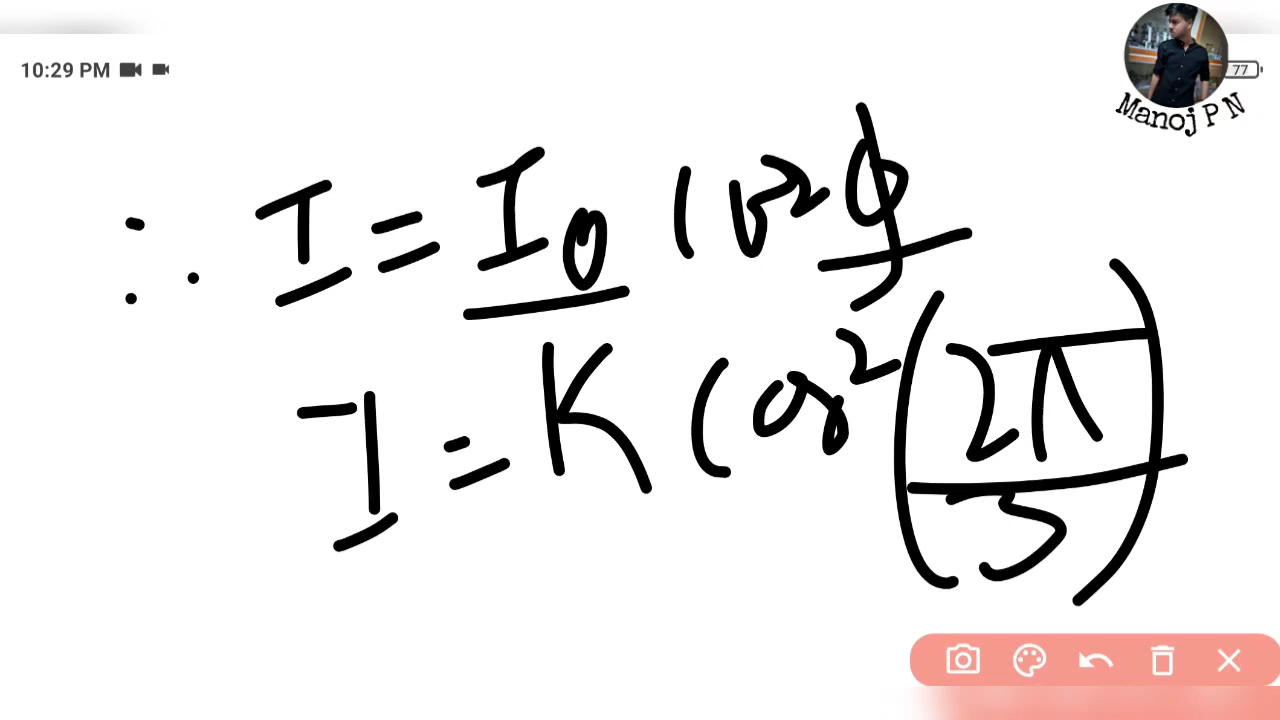 10:29 PM
77
Manoj P N
∴ I = I₀ Cos²φ
I = K Cos²(2π/3)